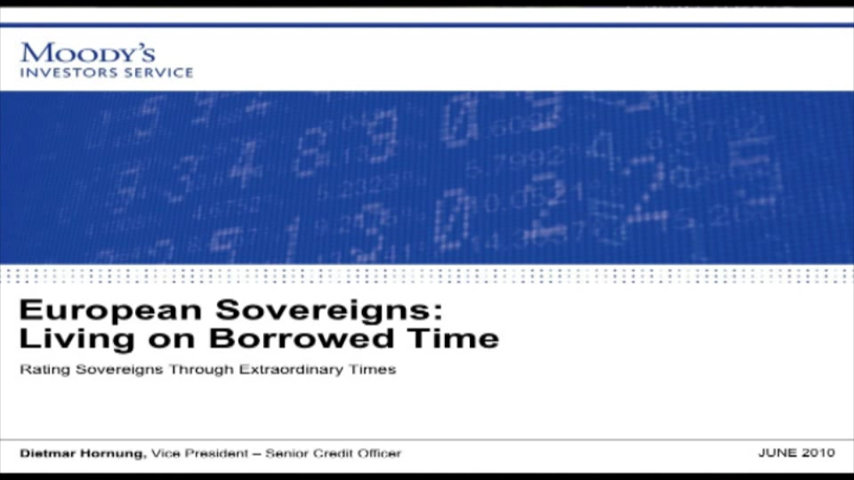 MOODY'S
INVESTORS SERVICE
European Sovereigns:
Living on Borrowed Time
Rating Sovereigns Through Extraordinary Times
Dietmar Hornung, Vice President – Senior Credit Officer
JUNE 2010